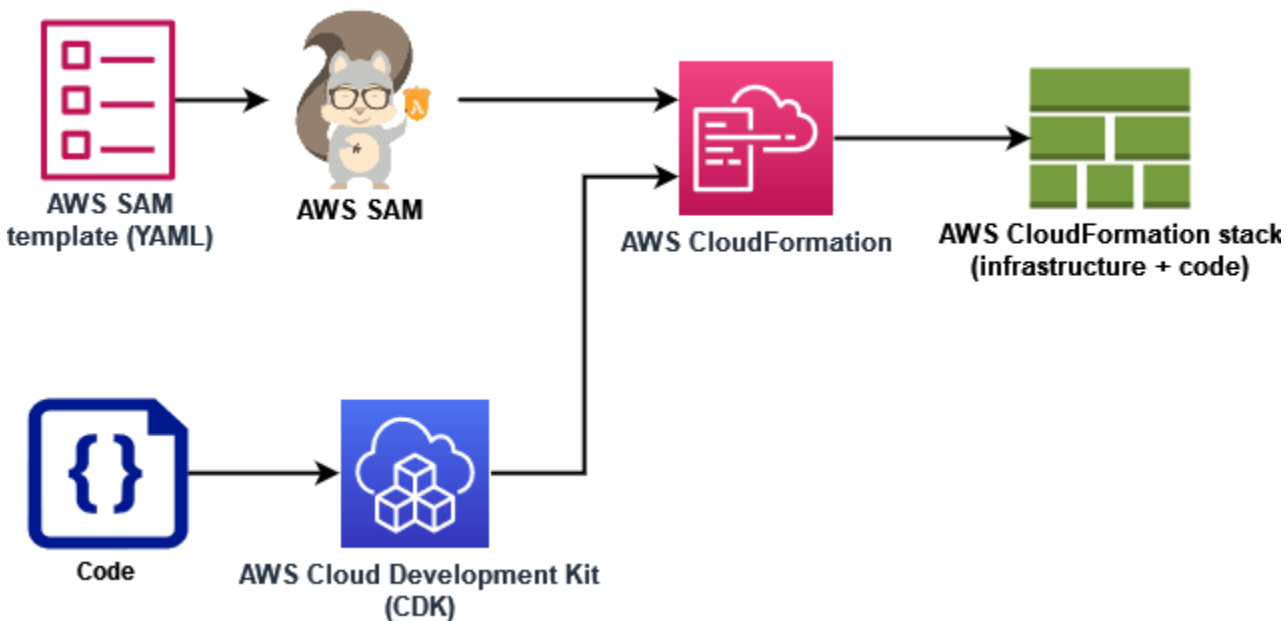 AWS SAM
template (YAML)
AWS SAM
AWS CloudFormation
AWS CloudFormation stack
(infrastructure + code)
{}
Code
AWS Cloud Development Kit
(CDK)